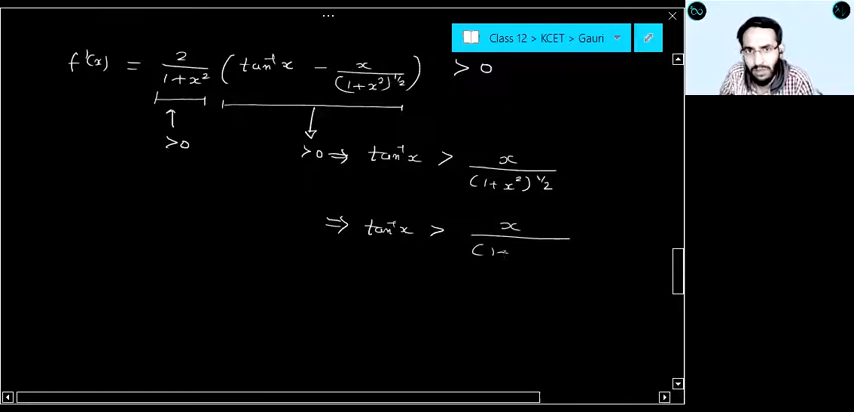 ...
Class 12 > KCET > Gauri
f'(x) = 2/(1+x²) (tan⁻¹x − x/(1+x²)^1/2) > 0
>0
>0 ⇒ tan⁻¹x > x/(1+x²)^1/2
⇒ tan⁻¹x > x/(1+